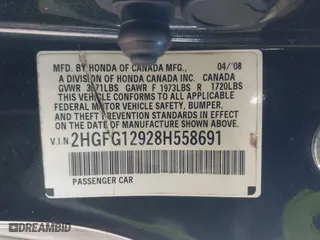 MFD. BY HONDA OF CANADA MFG., 04/'08
A DIVISION OF HONDA CANADA INC. CANADA
GVWR 3571LBS GAWR F 1973LBS R 1720LBS
THIS VEHICLE CONFORMS TO ALL APPLICABLE
FEDERAL MOTOR VEHICLE SAFETY, BUMPER,
AND THEFT PREVENTION STANDARDS IN EFFECT
ON THE DATE OF MANUFACTURE SHOWN ABOVE.
V.I.N. 2HGFG12928H558691
PASSENGER CAR
DREAMBID